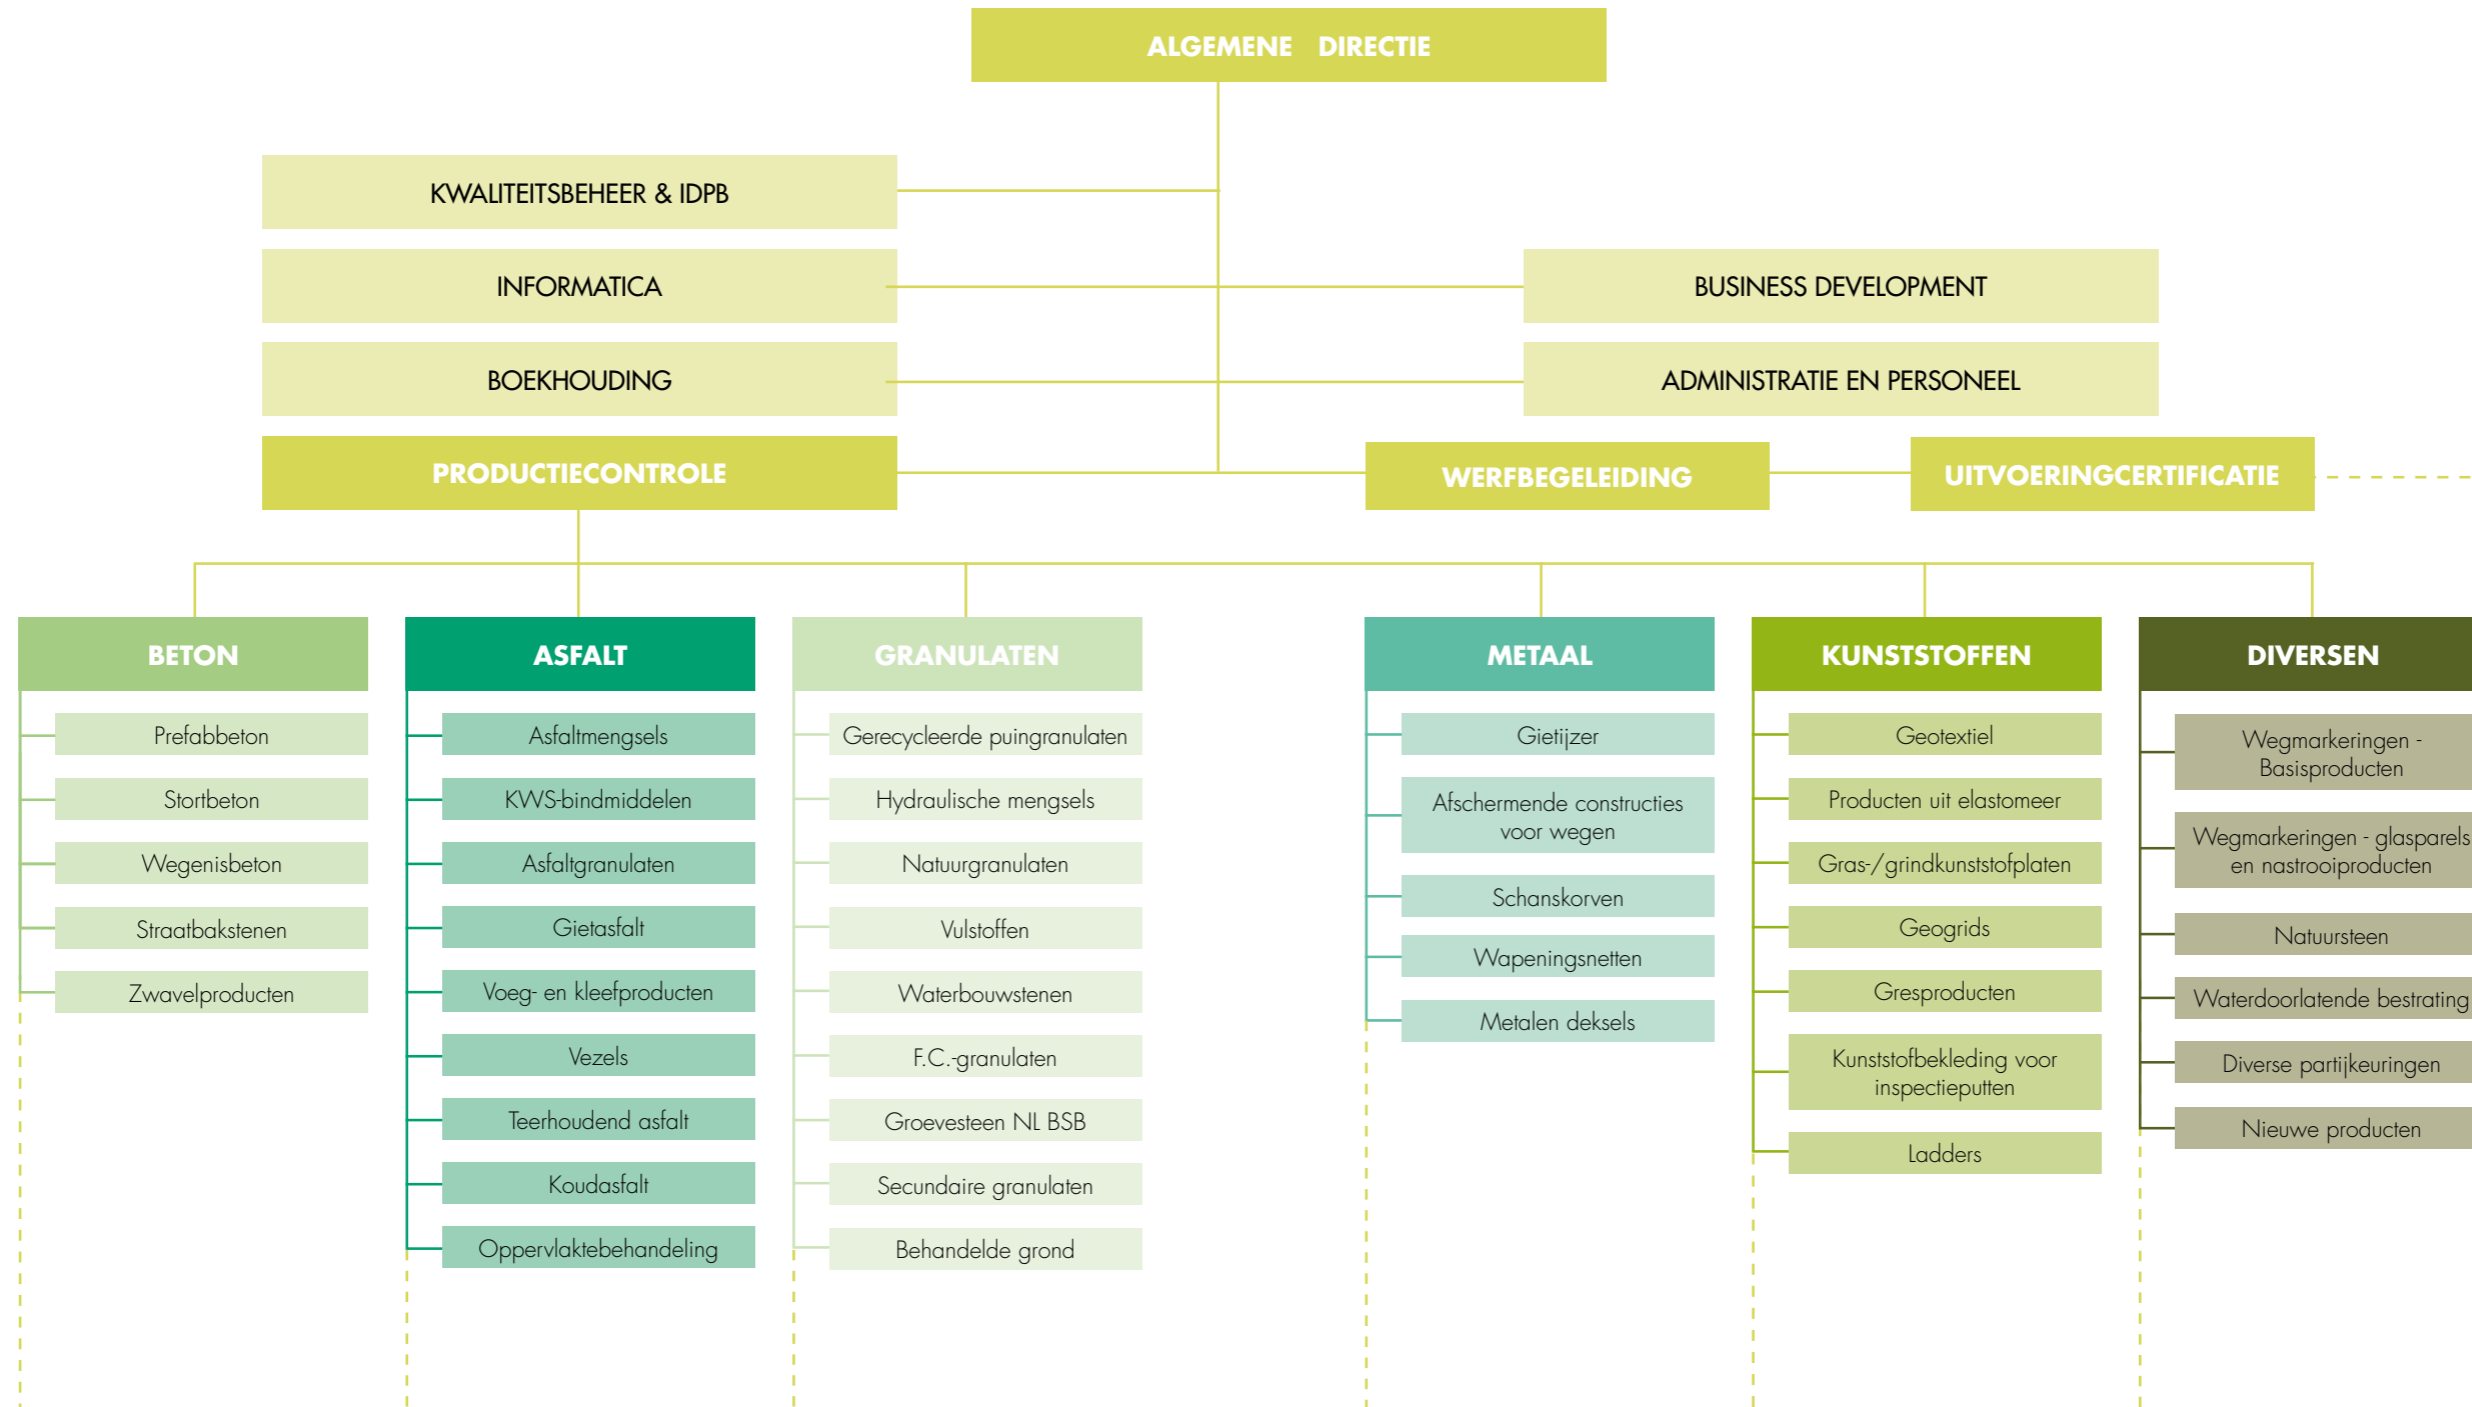 ALGEMENE DIRECTIE
KWALITEITSBEHEER & IDPB
INFORMATICA
BUSINESS DEVELOPMENT
BOEKHOUDING
ADMINISTRATIE EN PERSONEEL
PRODUCTIECONTROLE
WERFBEGELEIDING
UITVOERINGCERTIFICATIE
BETON
Prefabbeton
Stortbeton
Wegenisbeton
Straatbakstenen
Zwavelproducten
ASFALT
Asfaltmengsels
KWS-bindmiddelen
Asfaltgranulaten
Gietasfalt
Voeg- en kleefproducten
Vezels
Teerhoudend asfalt
Koudasfalt
Oppervlaktebehandeling
GRANULATEN
Gerecycleerde puingranulaten
Hydraulische mengsels
Natuurgranulaten
Vulstoffen
Waterbouwstenen
F.C.-granulaten
Groevesteen NL BSB
Secundaire granulaten
Behandelde grond
METAAL
Gietijzer
Afschermende constructies
voor wegen
Schanskorven
Wapeningsnetten
Metalen deksels
KUNSTSTOFFEN
Geotextiel
Producten uit elastomeer
Gras-/grindkunststofplaten
Geogrids
Gresproducten
Kunststofbekleding voor
inspectieputten
Ladders
DIVERSEN
Wegmarkeringen -
Basisproducten
Wegmarkeringen - glasparels
en nastrooiproducten
Natuursteen
Waterdoorlatende bestrating
Diverse partijkeuringen
Nieuwe producten